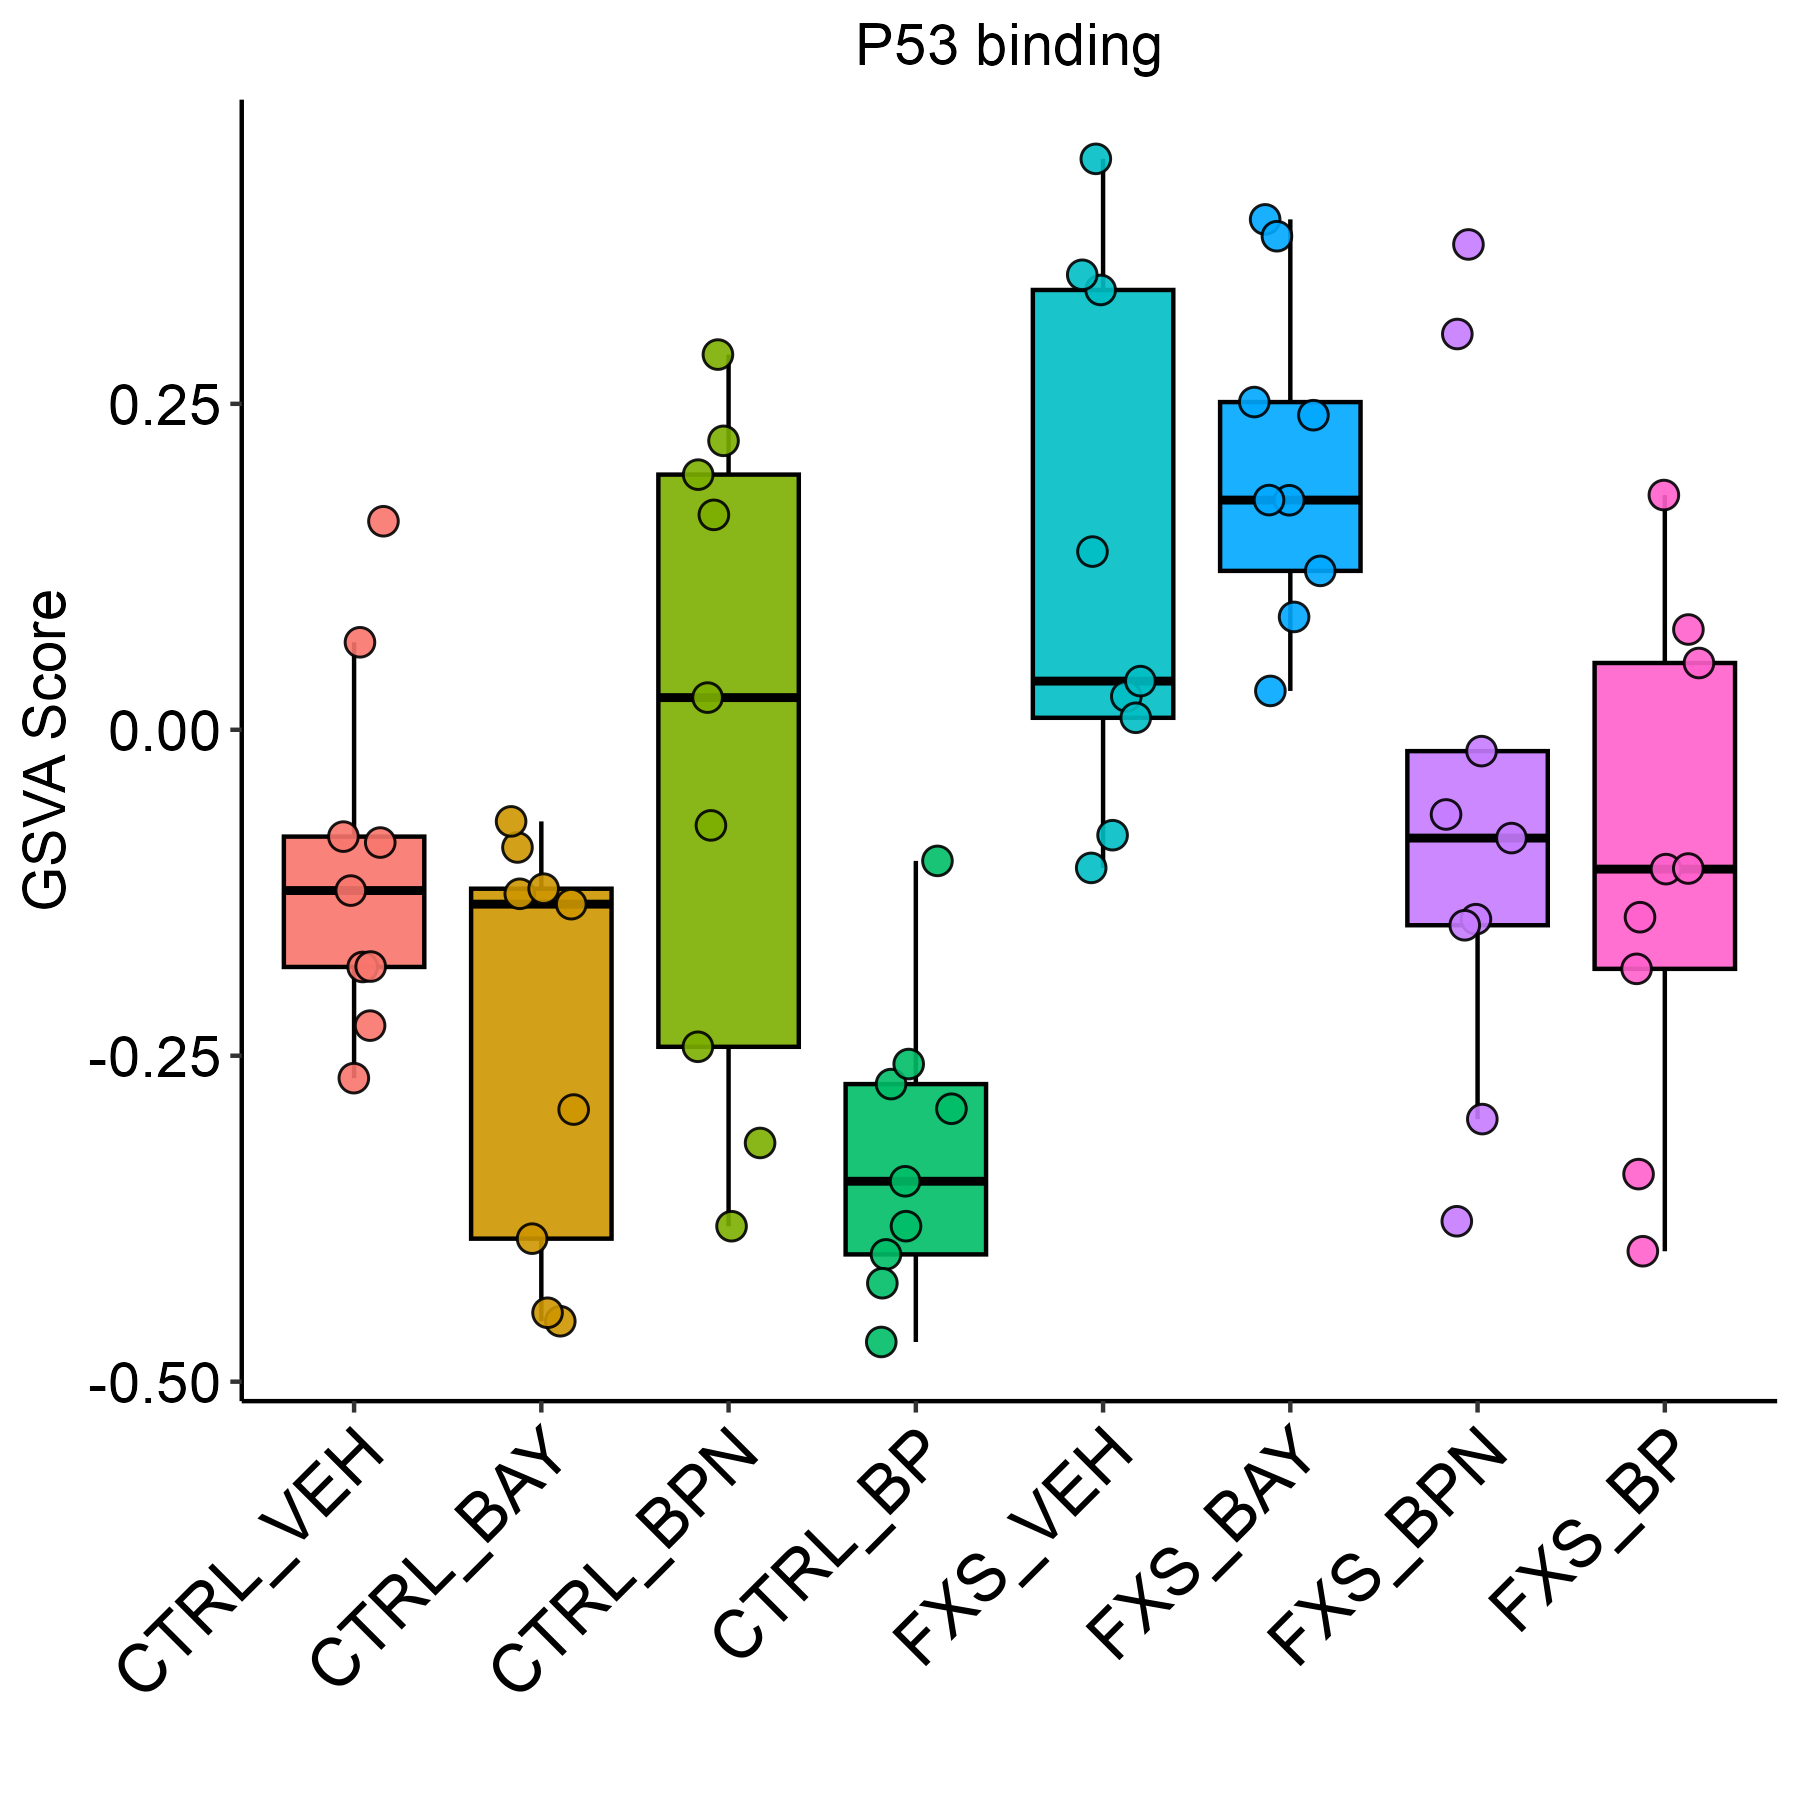 P53 binding
GSVA Score
0.25
0.00
-0.25
-0.50
CTRL_VEH
CTRL_BAY
CTRL_BPN
CTRL_BP
FXS_VEH
FXS_BAY
FXS_BPN
FXS_BP